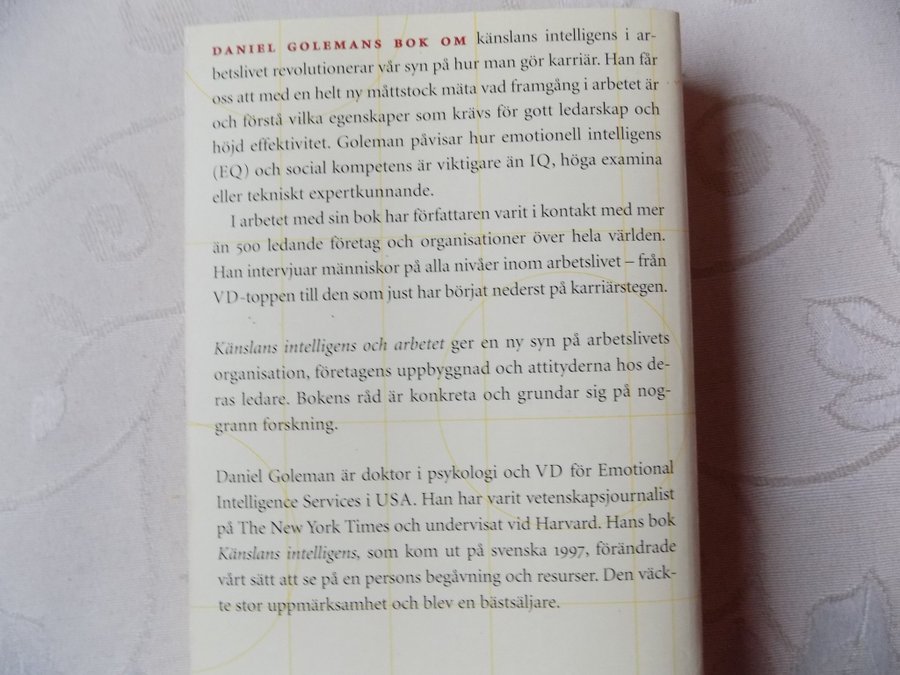 DANIEL GOLEMANS BOK OM känslans intelligens i ar-
betslivet revolutionerar vår syn på hur man gör karriär. Han får
oss att med en helt ny måttstock mäta vad framgång i arbetet är
och förstå vilka egenskaper som krävs för gott ledarskap och
höjd effektivitet. Goleman påvisar hur emotionell intelligens
(EQ) och social kompetens är viktigare än IQ, höga examina
eller tekniskt expertkunnande.
I arbetet med sin bok har författaren varit i kontakt med mer
än 500 ledande företag och organisationer över hela världen.
Han intervjuar människor på alla nivåer inom arbetslivet – från
VD-toppen till den som just har börjat nederst på karriärstegen.
Känslans intelligens och arbetet ger en ny syn på arbetslivets
organisation, företagens uppbyggnad och attityderna hos de-
ras ledare. Bokens råd är konkreta och grundar sig på nog-
grann forskning.
Daniel Goleman är doktor i psykologi och VD för Emotional
Intelligence Services i USA. Han har varit vetenskapsjournalist
på The New York Times och undervisat vid Harvard. Hans bok
Känslans intelligens, som kom ut på svenska 1997, förändrade
vårt sätt att se på en persons begåvning och resurser. Den väck-
te stor uppmärksamhet och blev en bästsäljare.